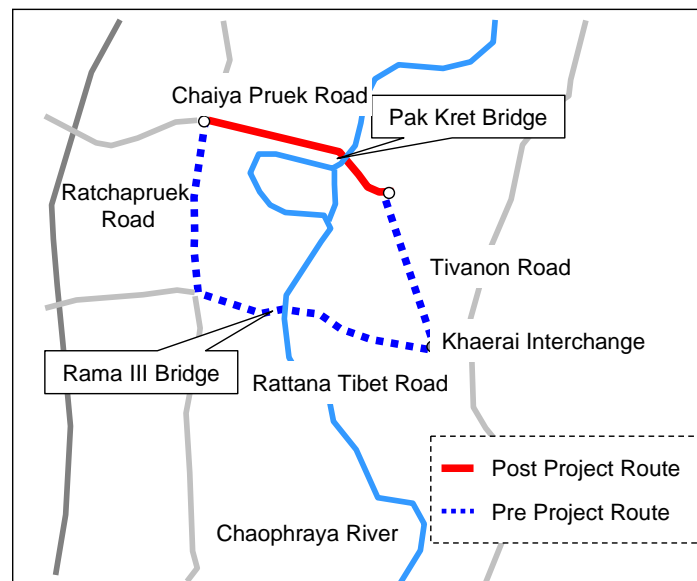 Chaiya Pruek Road
Pak Kret Bridge
Ratchapruek
Road
Tivanon Road
Khaerai Interchange
Rama III Bridge
Rattana Tibet Road
Post Project Route
Pre Project Route
Chaophraya River